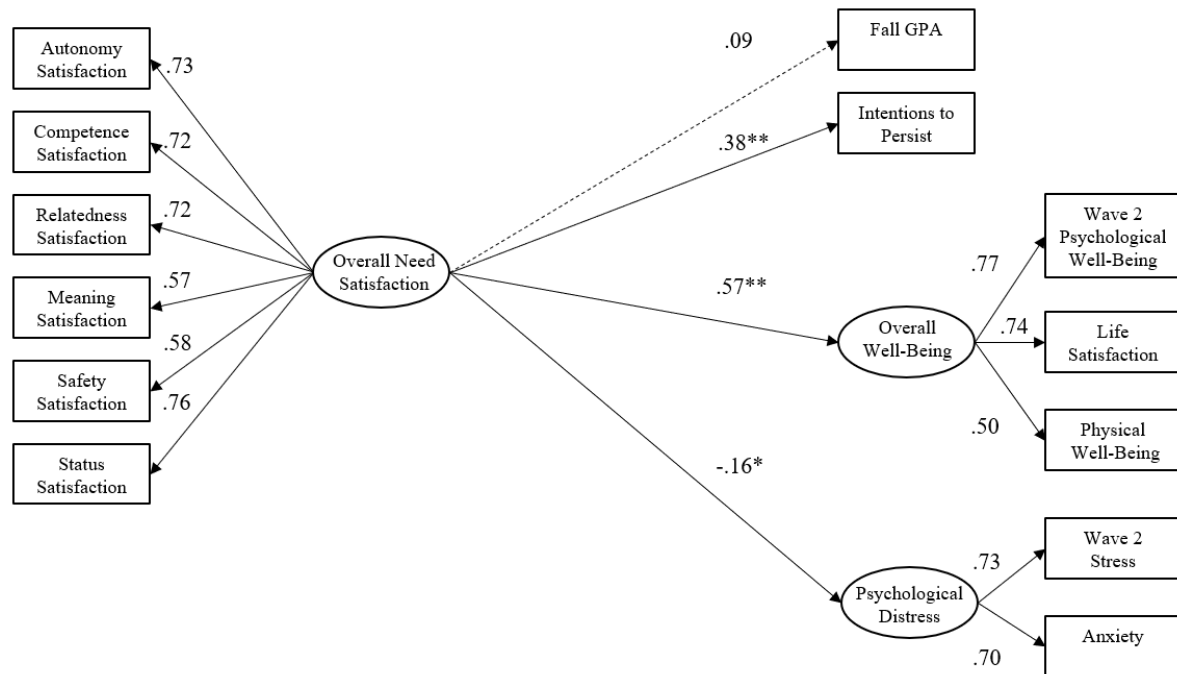 Autonomy
Satisfaction
.73
Competence
Satisfaction
.72
Relatedness
Satisfaction
.72
Meaning
Satisfaction
.57
Safety
Satisfaction
.58
Status
Satisfaction
.76
Overall Need
Satisfaction
.09
Fall GPA
.38**
Intentions to
Persist
.57**
Overall
Well-Being
.77
Wave 2
Psychological
Well-Being
.74
Life
Satisfaction
.50
Physical
Well-Being
-.16*
Psychological
Distress
.73
Wave 2
Stress
.70
Anxiety